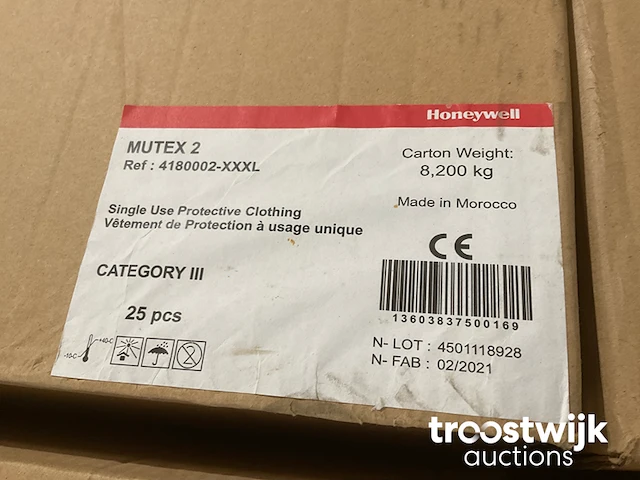 Honeywell
MUTEX 2
Ref : 4180002-XXXL
Carton Weight:
8,200 kg
Made in Morocco
Single Use Protective Clothing
Vêtement de Protection à usage unique
CE
CATEGORY III
25 pcs
13603837500169
N- LOT : 4501118928
N- FAB : 02/2021
troostwijk
auctions